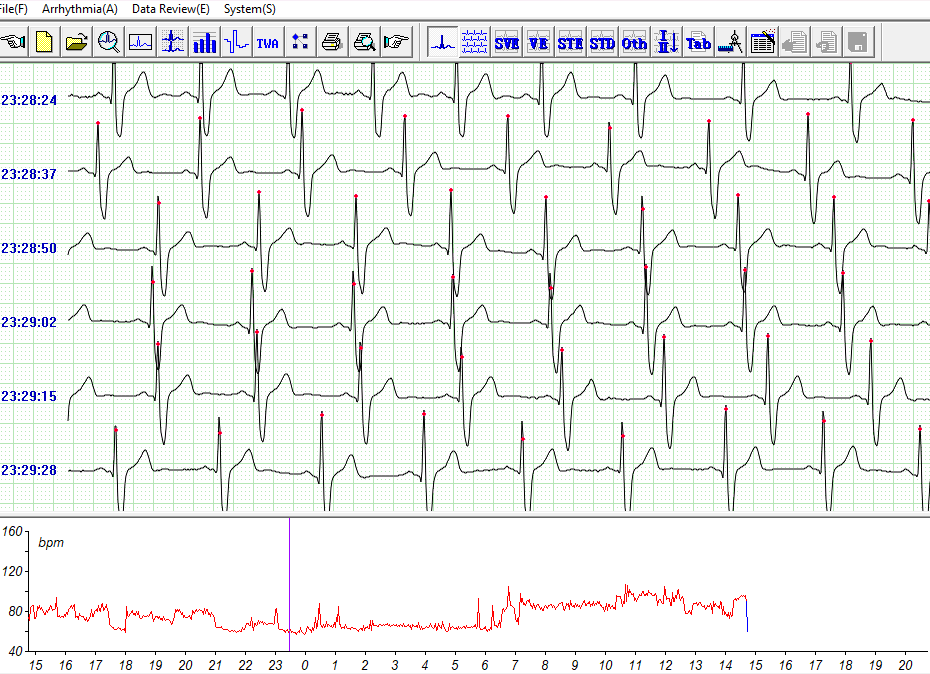 File(F) Arrhythmia(A) Data Review(E) System(S)
TWA SVE VE STE STD Oth I II Tab
23:28:24
23:28:37
23:28:50
23:29:02
23:29:15
23:29:28
160
bpm
120
80
40
15 16 17 18 19 20 21 22 23 0 1 2 3 4 5 6 7 8 9 10 11 12 13 14 15 16 17 18 19 20